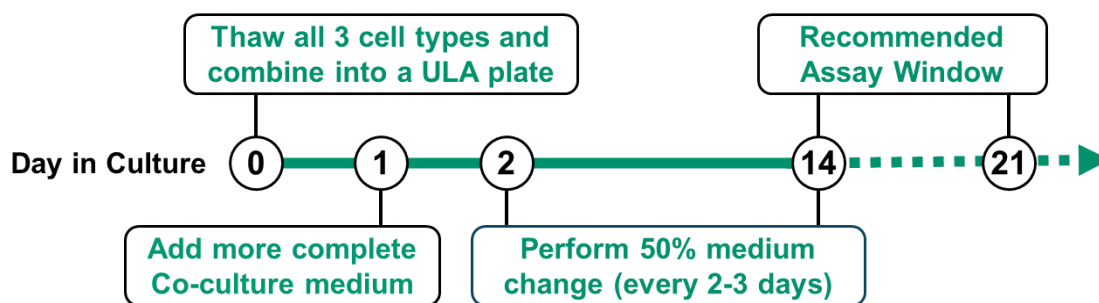 Thaw all 3 cell types and
combine into a ULA plate
Recommended
Assay Window
Day in Culture
0
1
2
14
21
Add more complete
Co-culture medium
Perform 50% medium
change (every 2-3 days)